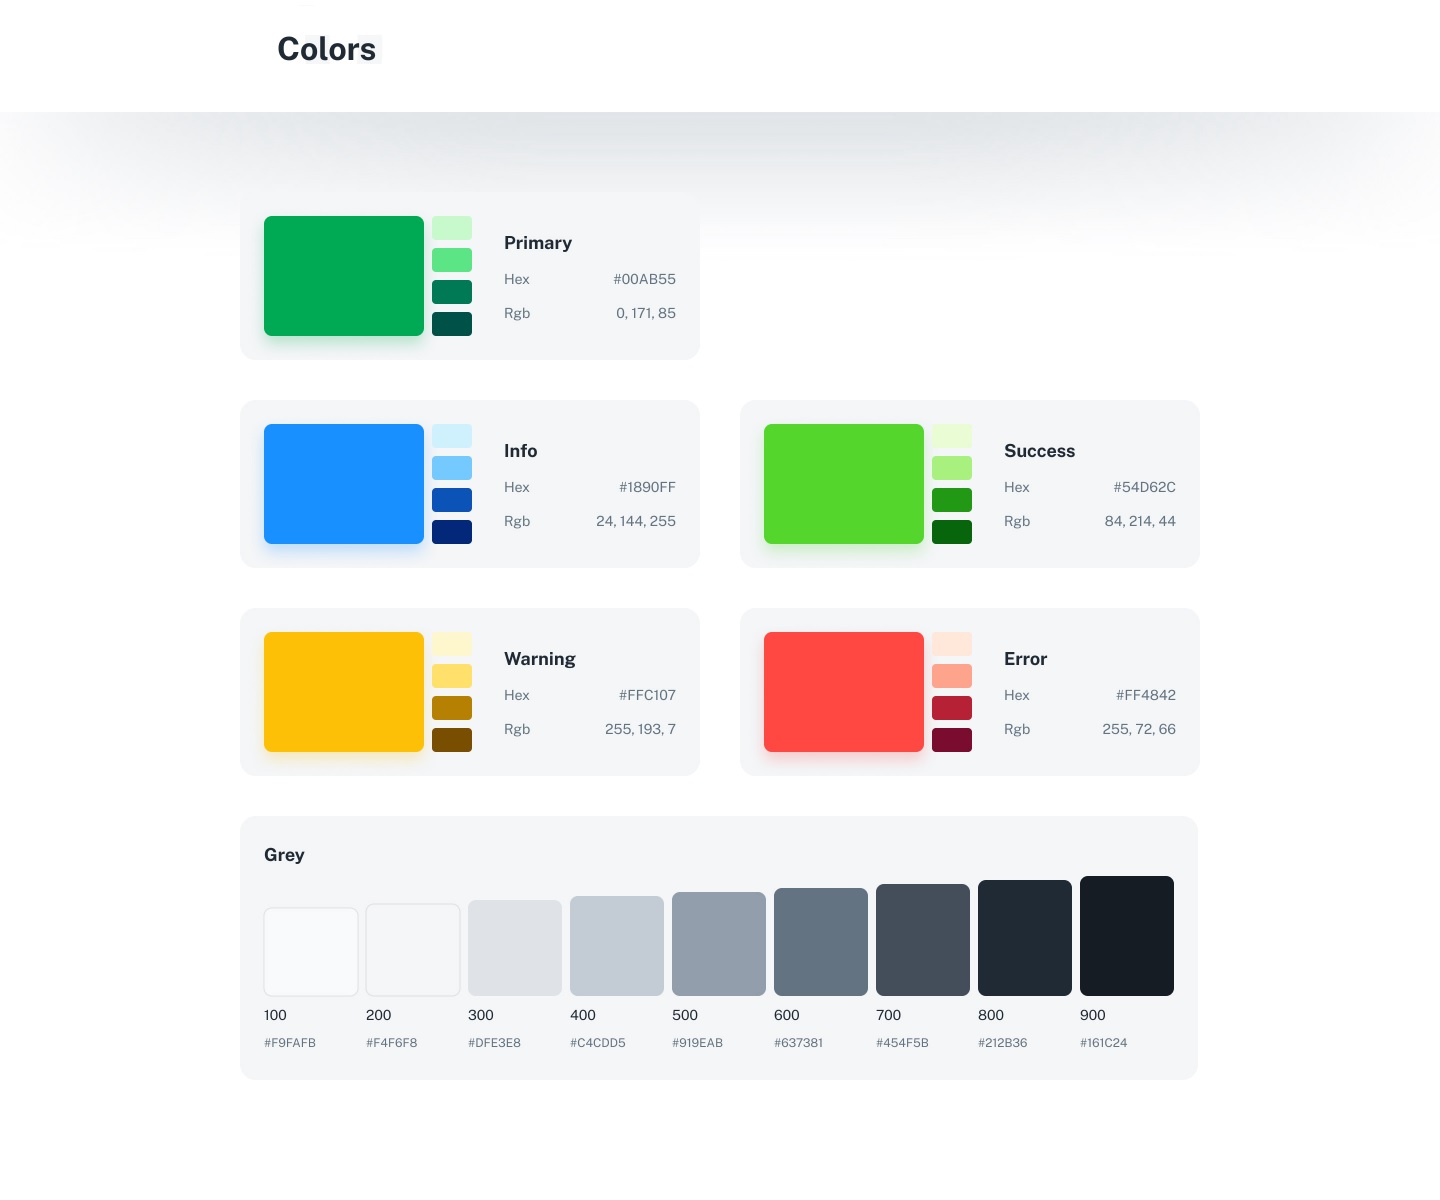 Colors
Primary
Hex #00AB55
Rgb 0, 171, 85
Info
Hex #1890FF
Rgb 24, 144, 255
Success
Hex #54D62C
Rgb 84, 214, 44
Warning
Hex #FFC107
Rgb 255, 193, 7
Error
Hex #FF4842
Rgb 255, 72, 66
Grey
100 200 300 400 500 600 700 800 900
#F9FAFB #F4F6F8 #DFE3E8 #C4CDD5 #919EAB #637381 #454F5B #212B36 #161C24